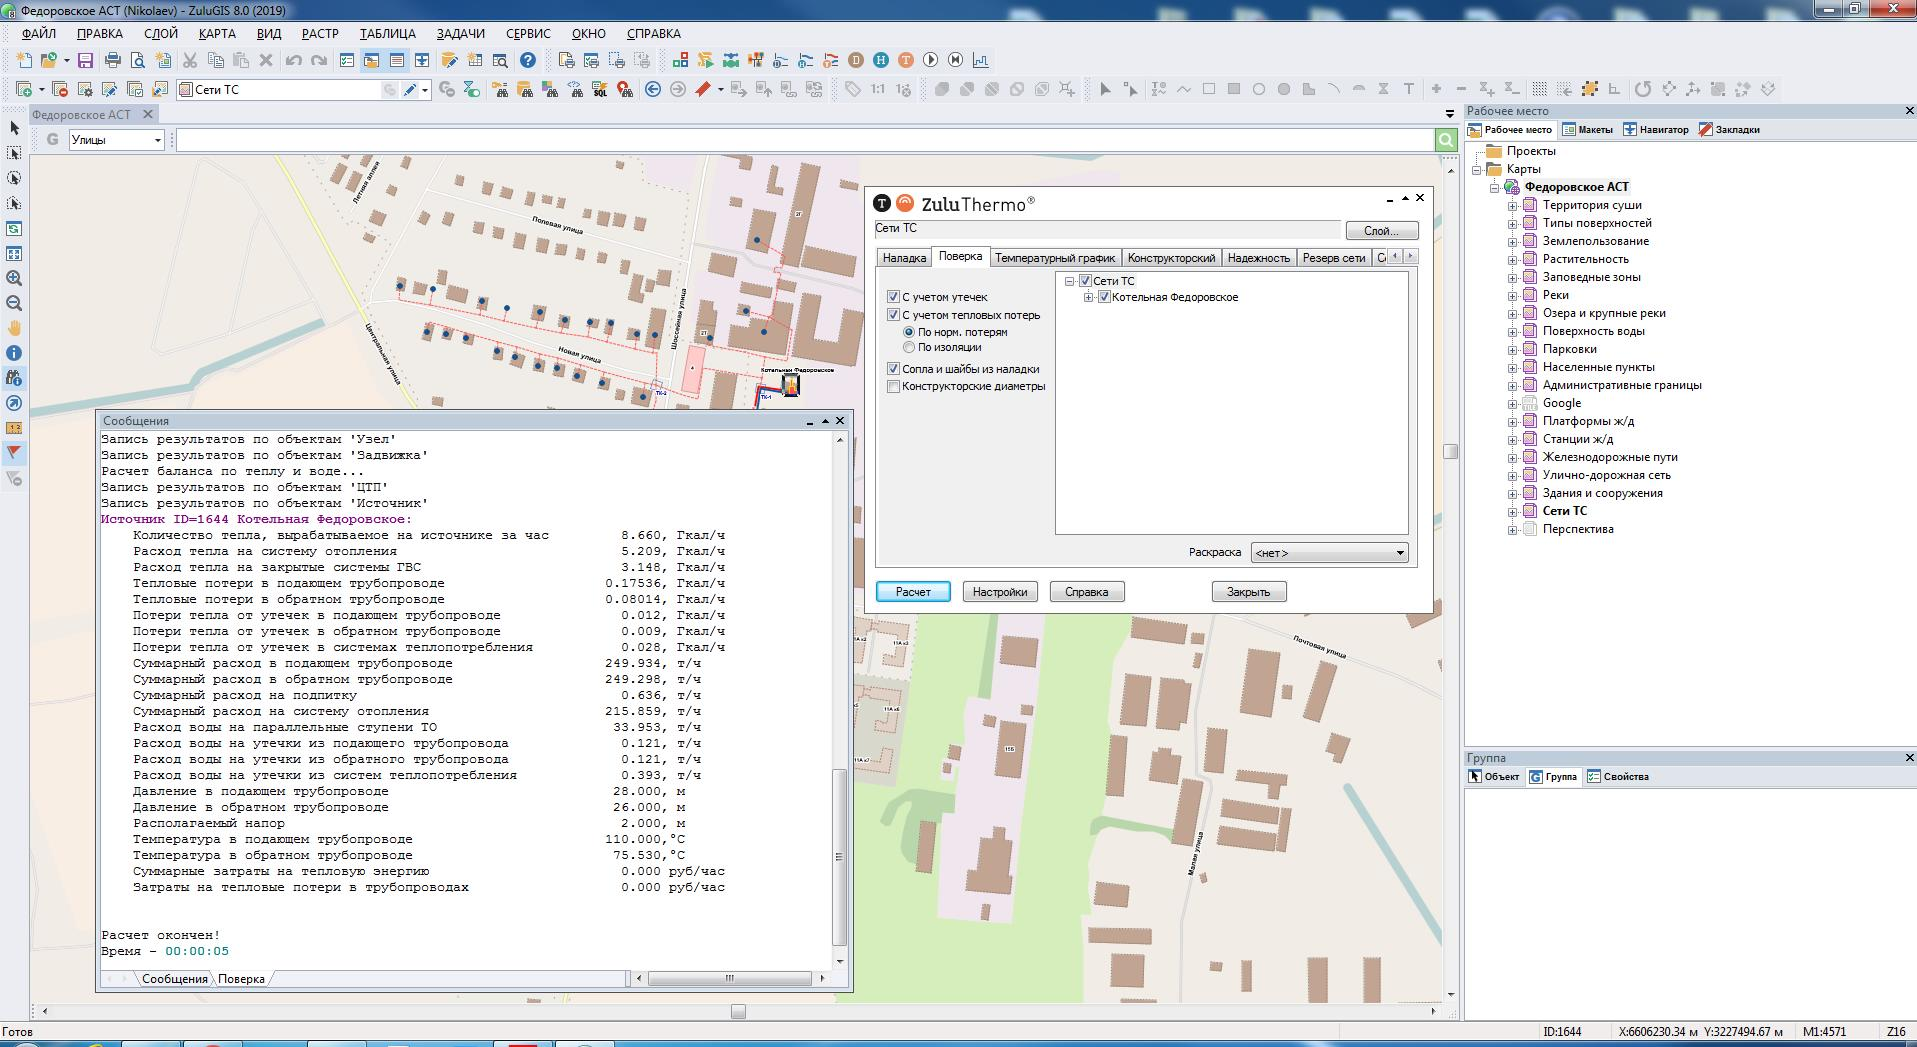 Федоровское АСТ (Nikolaev) - ZuluGIS 8.0 (2019)
ФАЙЛ ПРАВКА СЛОЙ КАРТА ВИД РАСТР ТАБЛИЦА ЗАДАЧИ СЕРВИС ОКНО СПРАВКА
Сети ТС
Федоровское АСТ
Улицы
Летная аллея
Полевая улица
Центральная улица
Новая улица
Шоссейная улица
Котельная Федоровское
ТК-2
ТК-1
ZuluThermo®
Сети ТС
Слой...
Наладка Поверка Температурный график Конструкторский Надежность Резерв сети
С учетом утечек
С учетом тепловых потерь
По норм. потерям
По изоляции
Сопла и шайбы из наладки
Конструкторские диаметры
Сети ТС
Котельная Федоровское
Раскраска <нет>
Расчет Настройки Справка Закрыть
Сообщения
Запись результатов по объектам 'Узел'
Запись результатов по объектам 'Задвижка'
Расчет баланса по теплу и воде...
Запись результатов по объектам 'ЦТП'
Запись результатов по объектам 'Источник'
Источник ID=1644 Котельная Федоровское:
Количество тепла, вырабатываемое на источнике за час 8.660, Гкал/ч
Расход тепла на систему отопления 5.209, Гкал/ч
Расход тепла на закрытые системы ГВС 3.148, Гкал/ч
Тепловые потери в подающем трубопроводе 0.17536, Гкал/ч
Тепловые потери в обратном трубопроводе 0.08014, Гкал/ч
Потери тепла от утечек в подающем трубопроводе 0.012, Гкал/ч
Потери тепла от утечек в обратном трубопроводе 0.009, Гкал/ч
Потери тепла от утечек в системах теплопотребления 0.028, Гкал/ч
Суммарный расход в подающем трубопроводе 249.934, т/ч
Суммарный расход в обратном трубопроводе 249.298, т/ч
Суммарный расход на подпитку 0.636, т/ч
Суммарный расход на систему отопления 215.859, т/ч
Расход воды на параллельные ступени ТО 33.953, т/ч
Расход воды на утечки из подающего трубопровода 0.121, т/ч
Расход воды на утечки из обратного трубопровода 0.121, т/ч
Расход воды на утечки из систем теплопотребления 0.393, т/ч
Давление в подающем трубопроводе 28.000, м
Давление в обратном трубопроводе 26.000, м
Располагаемый напор 2.000, м
Температура в подающем трубопроводе 110.000,°C
Температура в обратном трубопроводе 75.530,°C
Суммарные затраты на тепловую энергию 0.000 руб/час
Затраты на тепловые потери в трубопроводах 0.000 руб/час
Расчет окончен!
Время - 00:00:05
Сообщения Поверка
Почтовая улица
Малая улица
Рабочее место
Рабочее место Макеты Навигатор Закладки
Проекты
Карты
Федоровское АСТ
Территория суши
Типы поверхностей
Землепользование
Растительность
Заповедные зоны
Реки
Озера и крупные реки
Поверхность воды
Парковки
Населенные пункты
Административные границы
Google
Платформы ж/д
Станции ж/д
Железнодорожные пути
Улично-дорожная сеть
Здания и сооружения
Сети ТС
Перспектива
Группа
Объект Группа Свойства
Готов
ID:1644 X:6606230.34 м Y:3227494.67 м М1:4571 Z16